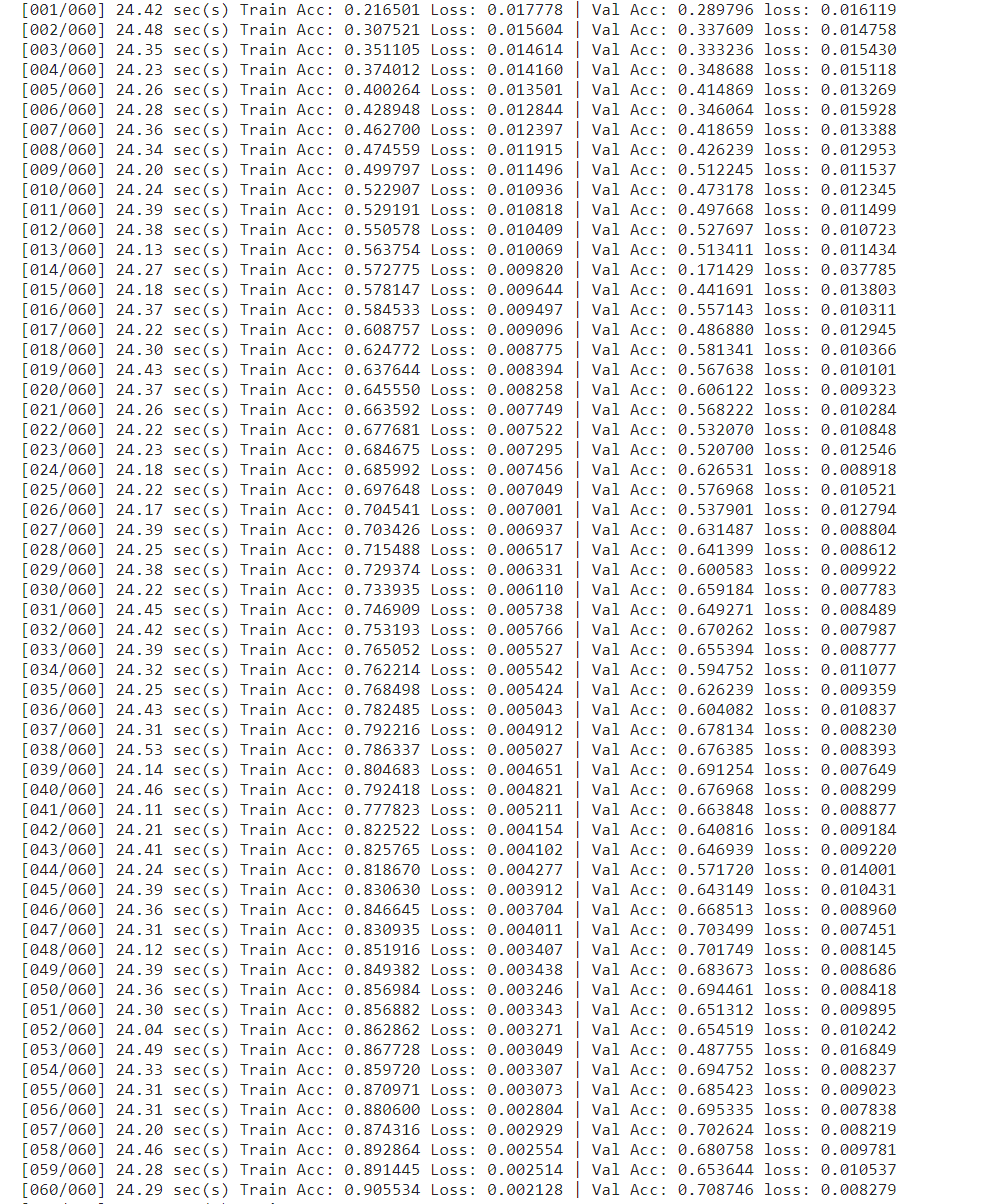 [001/060] 24.42 sec(s) Train Acc: 0.216501 Loss: 0.017778 | Val Acc: 0.289796 loss: 0.016119
[002/060] 24.48 sec(s) Train Acc: 0.307521 Loss: 0.015604 | Val Acc: 0.337609 loss: 0.014758
[003/060] 24.35 sec(s) Train Acc: 0.351105 Loss: 0.014614 | Val Acc: 0.333236 loss: 0.015430
[004/060] 24.23 sec(s) Train Acc: 0.374012 Loss: 0.014160 | Val Acc: 0.348688 loss: 0.015118
[005/060] 24.26 sec(s) Train Acc: 0.400264 Loss: 0.013501 | Val Acc: 0.414869 loss: 0.013269
[006/060] 24.28 sec(s) Train Acc: 0.428948 Loss: 0.012844 | Val Acc: 0.346064 loss: 0.015928
[007/060] 24.36 sec(s) Train Acc: 0.462700 Loss: 0.012397 | Val Acc: 0.418659 loss: 0.013388
[008/060] 24.34 sec(s) Train Acc: 0.474559 Loss: 0.011915 | Val Acc: 0.426239 loss: 0.012953
[009/060] 24.20 sec(s) Train Acc: 0.499797 Loss: 0.011496 | Val Acc: 0.512245 loss: 0.011537
[010/060] 24.24 sec(s) Train Acc: 0.522907 Loss: 0.010936 | Val Acc: 0.473178 loss: 0.012345
[011/060] 24.39 sec(s) Train Acc: 0.529191 Loss: 0.010818 | Val Acc: 0.497668 loss: 0.011499
[012/060] 24.38 sec(s) Train Acc: 0.550578 Loss: 0.010409 | Val Acc: 0.527697 loss: 0.010723
[013/060] 24.13 sec(s) Train Acc: 0.563754 Loss: 0.010069 | Val Acc: 0.513411 loss: 0.011434
[014/060] 24.27 sec(s) Train Acc: 0.572775 Loss: 0.009820 | Val Acc: 0.171429 loss: 0.037785
[015/060] 24.18 sec(s) Train Acc: 0.578147 Loss: 0.009644 | Val Acc: 0.441691 loss: 0.013803
[016/060] 24.37 sec(s) Train Acc: 0.584533 Loss: 0.009497 | Val Acc: 0.557143 loss: 0.010311
[017/060] 24.22 sec(s) Train Acc: 0.608757 Loss: 0.009096 | Val Acc: 0.486880 loss: 0.012945
[018/060] 24.30 sec(s) Train Acc: 0.624772 Loss: 0.008775 | Val Acc: 0.581341 loss: 0.010366
[019/060] 24.43 sec(s) Train Acc: 0.637644 Loss: 0.008394 | Val Acc: 0.567638 loss: 0.010101
[020/060] 24.37 sec(s) Train Acc: 0.645550 Loss: 0.008258 | Val Acc: 0.606122 loss: 0.009323
[021/060] 24.26 sec(s) Train Acc: 0.663592 Loss: 0.007749 | Val Acc: 0.568222 loss: 0.010284
[022/060] 24.22 sec(s) Train Acc: 0.677681 Loss: 0.007522 | Val Acc: 0.532070 loss: 0.010848
[023/060] 24.23 sec(s) Train Acc: 0.684675 Loss: 0.007295 | Val Acc: 0.520700 loss: 0.012546
[024/060] 24.18 sec(s) Train Acc: 0.685992 Loss: 0.007456 | Val Acc: 0.626531 loss: 0.008918
[025/060] 24.22 sec(s) Train Acc: 0.697648 Loss: 0.007049 | Val Acc: 0.576968 loss: 0.010521
[026/060] 24.17 sec(s) Train Acc: 0.704541 Loss: 0.007001 | Val Acc: 0.537901 loss: 0.012794
[027/060] 24.39 sec(s) Train Acc: 0.703426 Loss: 0.006937 | Val Acc: 0.631487 loss: 0.008804
[028/060] 24.25 sec(s) Train Acc: 0.715488 Loss: 0.006517 | Val Acc: 0.641399 loss: 0.008612
[029/060] 24.38 sec(s) Train Acc: 0.729374 Loss: 0.006331 | Val Acc: 0.600583 loss: 0.009922
[030/060] 24.22 sec(s) Train Acc: 0.733935 Loss: 0.006110 | Val Acc: 0.659184 loss: 0.007783
[031/060] 24.45 sec(s) Train Acc: 0.746909 Loss: 0.005738 | Val Acc: 0.649271 loss: 0.008489
[032/060] 24.42 sec(s) Train Acc: 0.753193 Loss: 0.005766 | Val Acc: 0.670262 loss: 0.007987
[033/060] 24.39 sec(s) Train Acc: 0.765052 Loss: 0.005527 | Val Acc: 0.655394 loss: 0.008777
[034/060] 24.32 sec(s) Train Acc: 0.762214 Loss: 0.005542 | Val Acc: 0.594752 loss: 0.011077
[035/060] 24.25 sec(s) Train Acc: 0.768498 Loss: 0.005424 | Val Acc: 0.626239 loss: 0.009359
[036/060] 24.43 sec(s) Train Acc: 0.782485 Loss: 0.005043 | Val Acc: 0.604082 loss: 0.010837
[037/060] 24.31 sec(s) Train Acc: 0.792216 Loss: 0.004912 | Val Acc: 0.678134 loss: 0.008230
[038/060] 24.53 sec(s) Train Acc: 0.786337 Loss: 0.005027 | Val Acc: 0.676385 loss: 0.008393
[039/060] 24.14 sec(s) Train Acc: 0.804683 Loss: 0.004651 | Val Acc: 0.691254 loss: 0.007649
[040/060] 24.46 sec(s) Train Acc: 0.792418 Loss: 0.004821 | Val Acc: 0.676968 loss: 0.008299
[041/060] 24.11 sec(s) Train Acc: 0.777823 Loss: 0.005211 | Val Acc: 0.663848 loss: 0.008877
[042/060] 24.21 sec(s) Train Acc: 0.822522 Loss: 0.004154 | Val Acc: 0.640816 loss: 0.009184
[043/060] 24.41 sec(s) Train Acc: 0.825765 Loss: 0.004102 | Val Acc: 0.646939 loss: 0.009220
[044/060] 24.24 sec(s) Train Acc: 0.818670 Loss: 0.004277 | Val Acc: 0.571720 loss: 0.014001
[045/060] 24.39 sec(s) Train Acc: 0.830630 Loss: 0.003912 | Val Acc: 0.643149 loss: 0.010431
[046/060] 24.36 sec(s) Train Acc: 0.846645 Loss: 0.003704 | Val Acc: 0.668513 loss: 0.008960
[047/060] 24.31 sec(s) Train Acc: 0.830935 Loss: 0.004011 | Val Acc: 0.703499 loss: 0.007451
[048/060] 24.12 sec(s) Train Acc: 0.851916 Loss: 0.003407 | Val Acc: 0.701749 loss: 0.008145
[049/060] 24.39 sec(s) Train Acc: 0.849382 Loss: 0.003438 | Val Acc: 0.683673 loss: 0.008686
[050/060] 24.36 sec(s) Train Acc: 0.856984 Loss: 0.003246 | Val Acc: 0.694461 loss: 0.008418
[051/060] 24.30 sec(s) Train Acc: 0.856882 Loss: 0.003343 | Val Acc: 0.651312 loss: 0.009895
[052/060] 24.04 sec(s) Train Acc: 0.862862 Loss: 0.003271 | Val Acc: 0.654519 loss: 0.010242
[053/060] 24.49 sec(s) Train Acc: 0.867728 Loss: 0.003049 | Val Acc: 0.487755 loss: 0.016849
[054/060] 24.33 sec(s) Train Acc: 0.859720 Loss: 0.003307 | Val Acc: 0.694752 loss: 0.008237
[055/060] 24.31 sec(s) Train Acc: 0.870971 Loss: 0.003073 | Val Acc: 0.685423 loss: 0.009023
[056/060] 24.31 sec(s) Train Acc: 0.880600 Loss: 0.002804 | Val Acc: 0.695335 loss: 0.007838
[057/060] 24.20 sec(s) Train Acc: 0.874316 Loss: 0.002929 | Val Acc: 0.702624 loss: 0.008219
[058/060] 24.46 sec(s) Train Acc: 0.892864 Loss: 0.002554 | Val Acc: 0.680758 loss: 0.009781
[059/060] 24.28 sec(s) Train Acc: 0.891445 Loss: 0.002514 | Val Acc: 0.653644 loss: 0.010537
[060/060] 24.29 sec(s) Train Acc: 0.905534 Loss: 0.002128 | Val Acc: 0.708746 loss: 0.008279